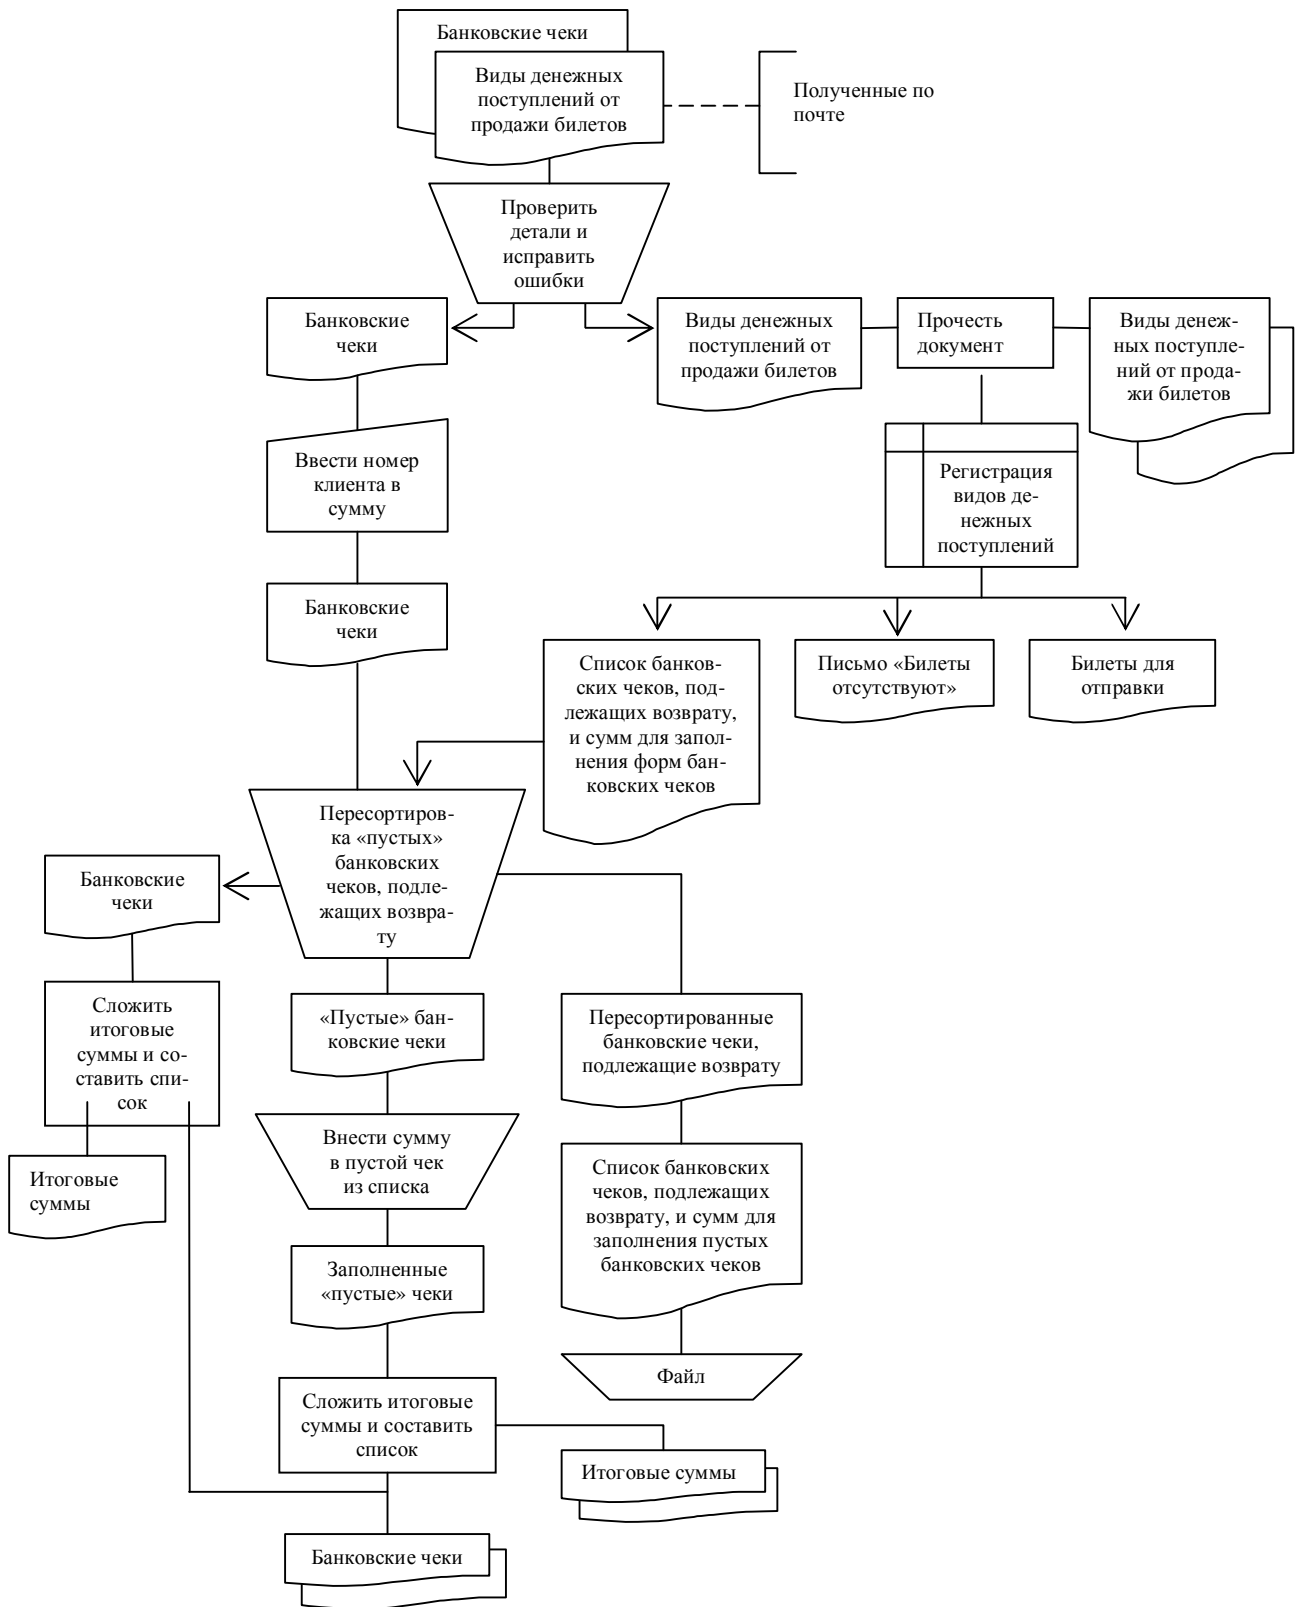 Банковские чеки
Виды денежных
поступлений от
продажи билетов
Полученные по
почте
Проверить
детали и
исправить
ошибки
Банковские
чеки
Виды денежных
поступлений от
продажи билетов
Прочесть
документ
Виды денеж-
ных поступле-
ний от прода-
жи билетов
Ввести номер
клиента в
сумму
Регистрация
видов де-
нежных
поступлений
Банковские
чеки
Список банков-
ских чеков, под-
лежащих возврату,
и сумм для запол-
нения форм бан-
ковских чеков
Письмо «Билеты
отсутствуют»
Билеты для
отправки
Пересортиров-
ка «пустых»
банковских
чеков, подле-
жащих возвра-
ту
Банковские
чеки
Сложить
итоговые
суммы и со-
ставить спи-
сок
«Пустые» бан-
ковские чеки
Пересортированные
банковские чеки,
подлежащие возврату
Внести сумму
в пустой чек
из списка
Список банковских
чеков, подлежащих
возврату, и сумм для
заполнения пустых
банковских чеков
Итоговые
суммы
Заполненные
«пустые» чеки
Файл
Сложить итоговые
суммы и составить
список
Итоговые суммы
Банковские чеки